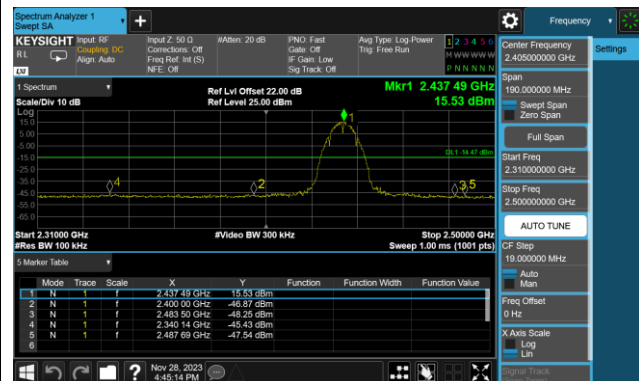 Spectrum Analyzer 1
Swept SA
Frequency
KEYSIGHT
RL
LXI
Input: RF
Coupling: DC
Align: Auto
Input Z: 50 Ω
Corrections: Off
Freq Ref: Int (S)
NFE: Off
#Atten: 20 dB
PNO: Fast
Gate: Off
IF Gain: Low
Sig Track: Off
Avg Type: Log-Power
Trig: Free Run
1 2 3 4 5 6
M W W W W W
P N N N N N
1 Spectrum
Scale/Div 10 dB
Ref Lvl Offset 22.00 dB
Ref Level 25.00 dBm
Mkr1 2.437 49 GHz
15.53 dBm
Log
15.0
5.00
-5.00
-15.0
-25.0
-35.0
-45.0
-55.0
-65.0
1
DL1 -14.47 dBm
4
2
3 5
Start 2.31000 GHz
#Res BW 100 kHz
#Video BW 300 kHz
Stop 2.50000 GHz
Sweep 1.00 ms (1001 pts)
5 Marker Table
Mode Trace Scale X Y Function Function Width Function Value
1 N 1 f 2.437 49 GHz 15.53 dBm
2 N 1 f 2.400 00 GHz -46.87 dBm
3 N 1 f 2.483 50 GHz -48.25 dBm
4 N 1 f 2.340 14 GHz -45.43 dBm
5 N 1 f 2.487 69 GHz -47.54 dBm
6
Nov 28, 2023
4:45:14 PM
Center Frequency
2.405000000 GHz
Settings
Span
190.000000 MHz
Swept Span
Zero Span
Full Span
Start Freq
2.310000000 GHz
Stop Freq
2.500000000 GHz
AUTO TUNE
CF Step
19.000000 MHz
Auto
Man
Freq Offset
0 Hz
X Axis Scale
Log
Lin
Signal Track